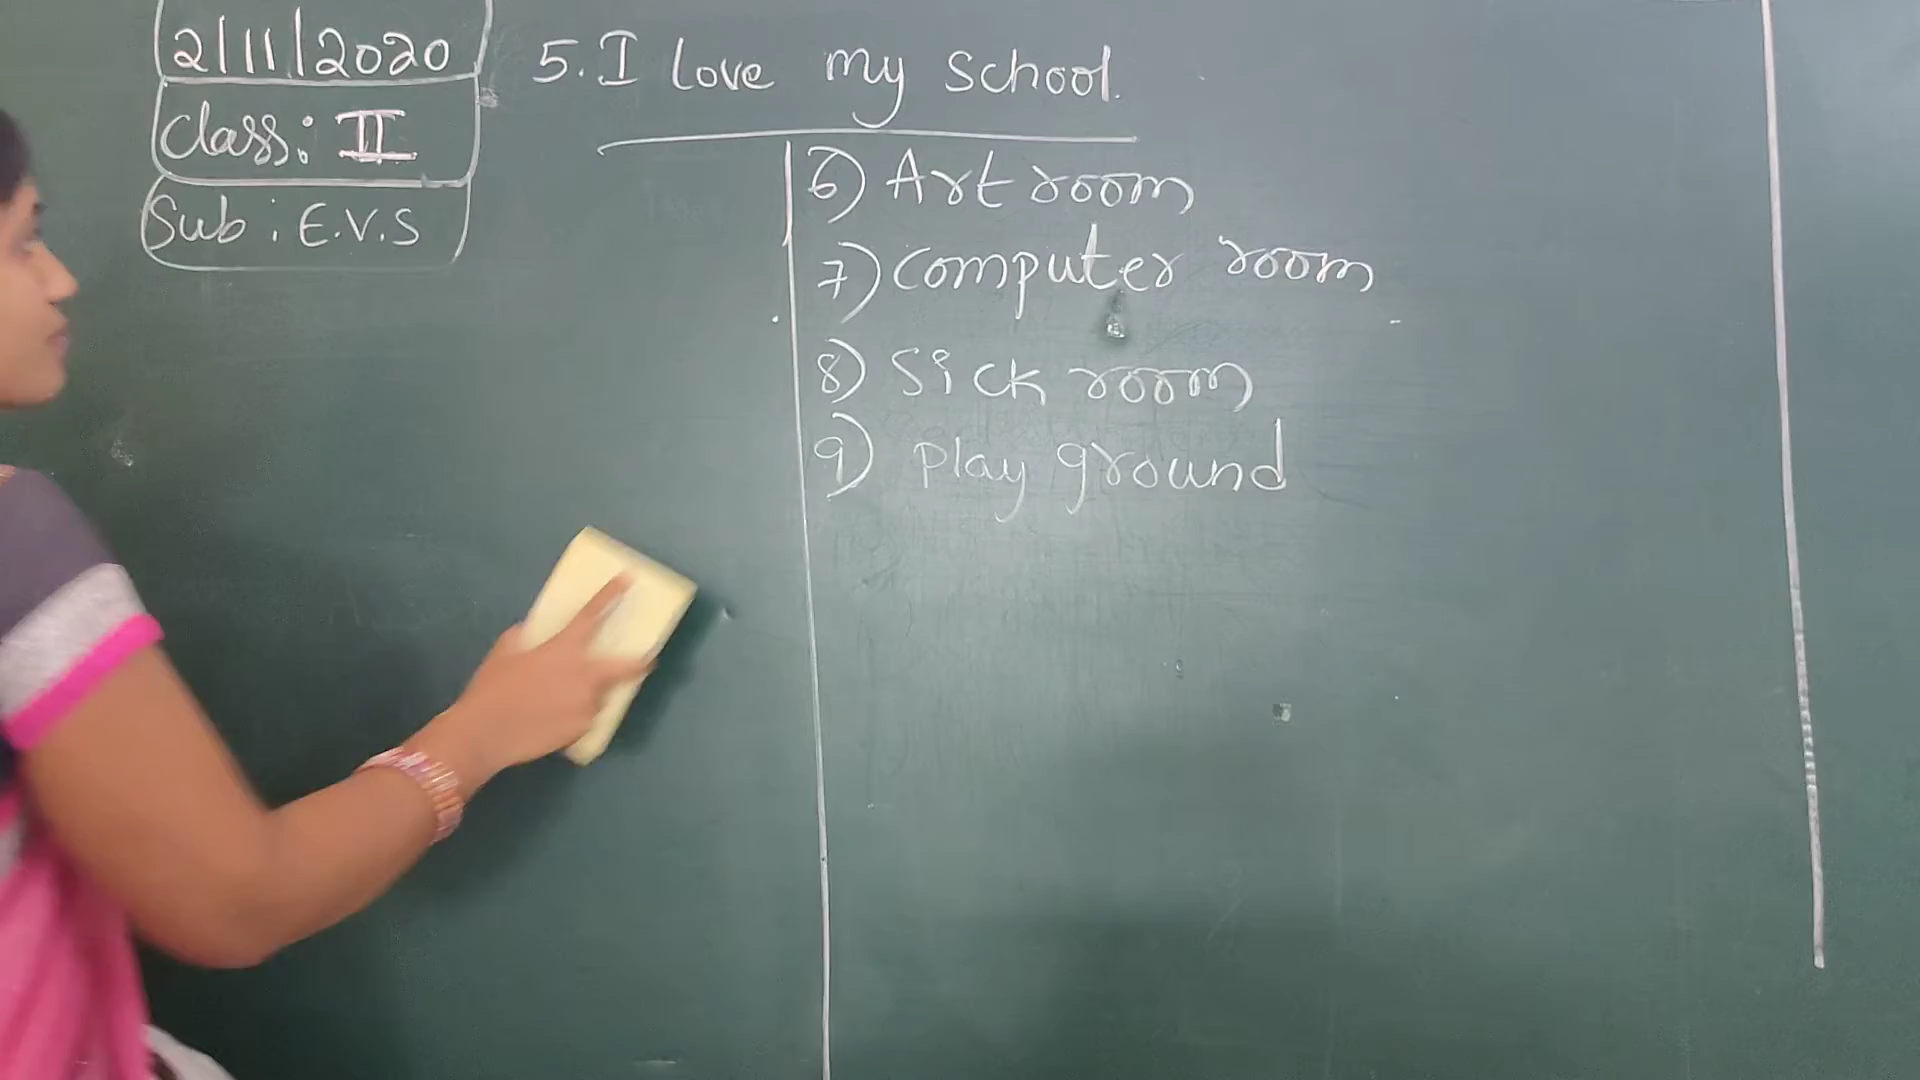 2/11/2020
Class: II
Sub: E.V.S
5. I Love my school.
6) Art room
7) Computer room
8) Sick room
9) play ground